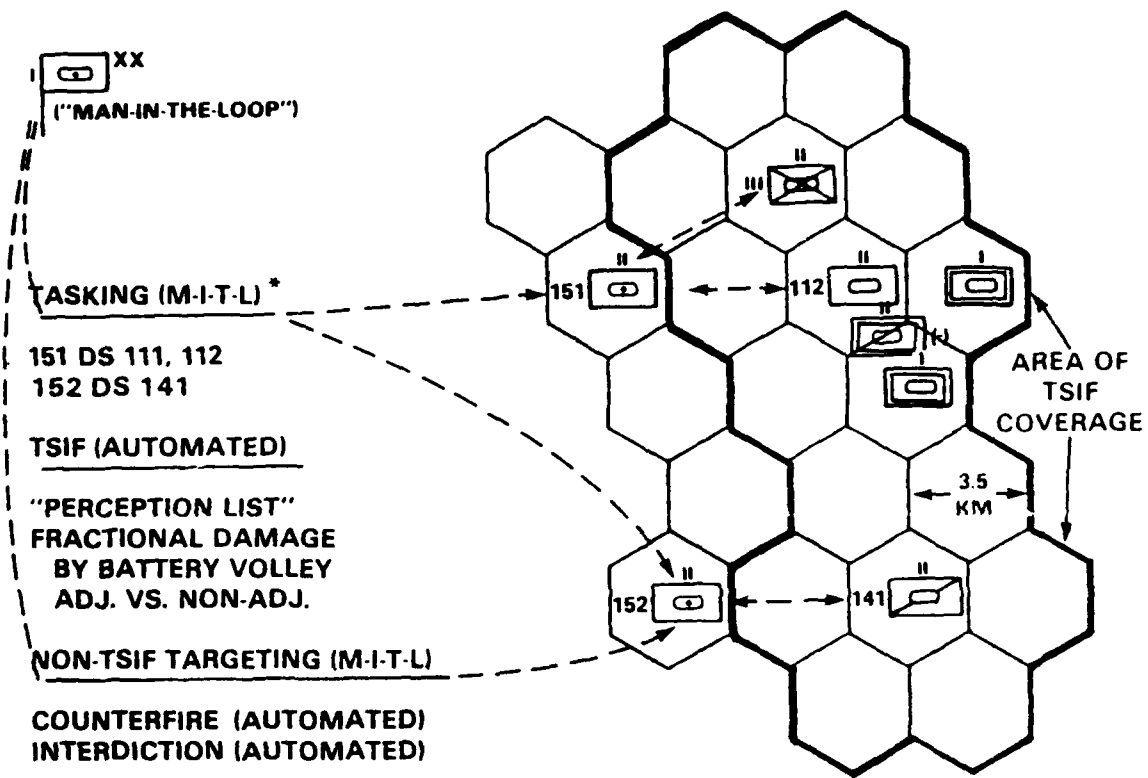 I XX
("MAN-IN-THE-LOOP")
II
TASKING (M-I-T-L) *
151 DS 111, 112
152 DS 141
TSIF (AUTOMATED)
"PERCEPTION LIST"
FRACTIONAL DAMAGE
BY BATTERY VOLLEY
ADJ. VS. NON-ADJ.
NON-TSIF TARGETING (M-I-T-L)
COUNTERFIRE (AUTOMATED)
INTERDICTION (AUTOMATED)
II
III
II
151
II
112
I
II
(-)
I
AREA OF
TSIF
COVERAGE
3.5
KM
II
152
II
141